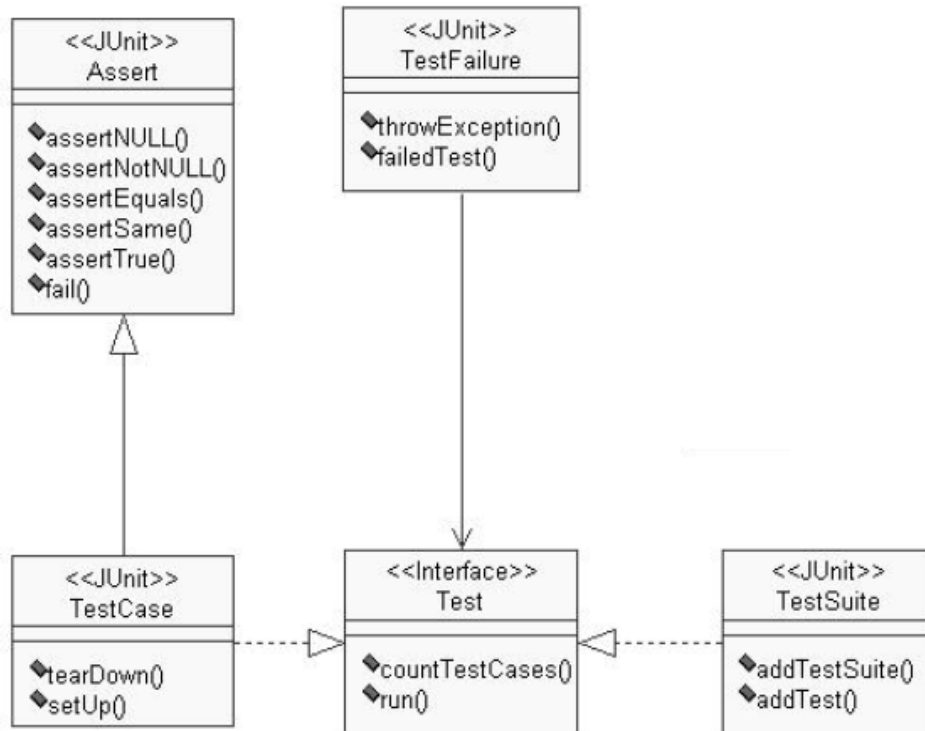 <<JUnit>>
Assert
assertNULL()
assertNotNULL()
assertEquals()
assertSame()
assertTrue()
fail()
<<JUnit>>
TestFailure
throwException()
failedTest()
<<JUnit>>
TestCase
tearDown()
setUp()
<<Interface>>
Test
countTestCases()
run()
<<JUnit>>
TestSuite
addTestSuite()
addTest()